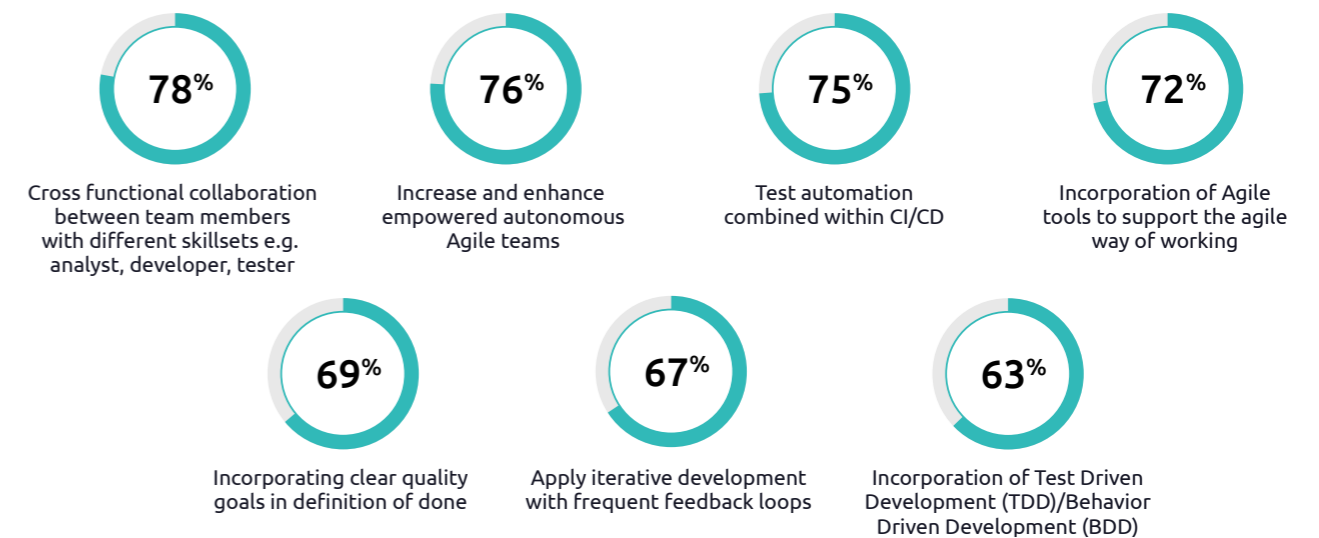 78%
Cross functional collaboration
between team members
with different skillsets e.g.
analyst, developer, tester
76%
Increase and enhance
empowered autonomous
Agile teams
75%
Test automation
combined within CI/CD
72%
Incorporation of Agile
tools to support the agile
way of working
69%
Incorporating clear quality
goals in definition of done
67%
Apply iterative development
with frequent feedback loops
63%
Incorporation of Test Driven
Development (TDD)/Behavior
Driven Development (BDD)